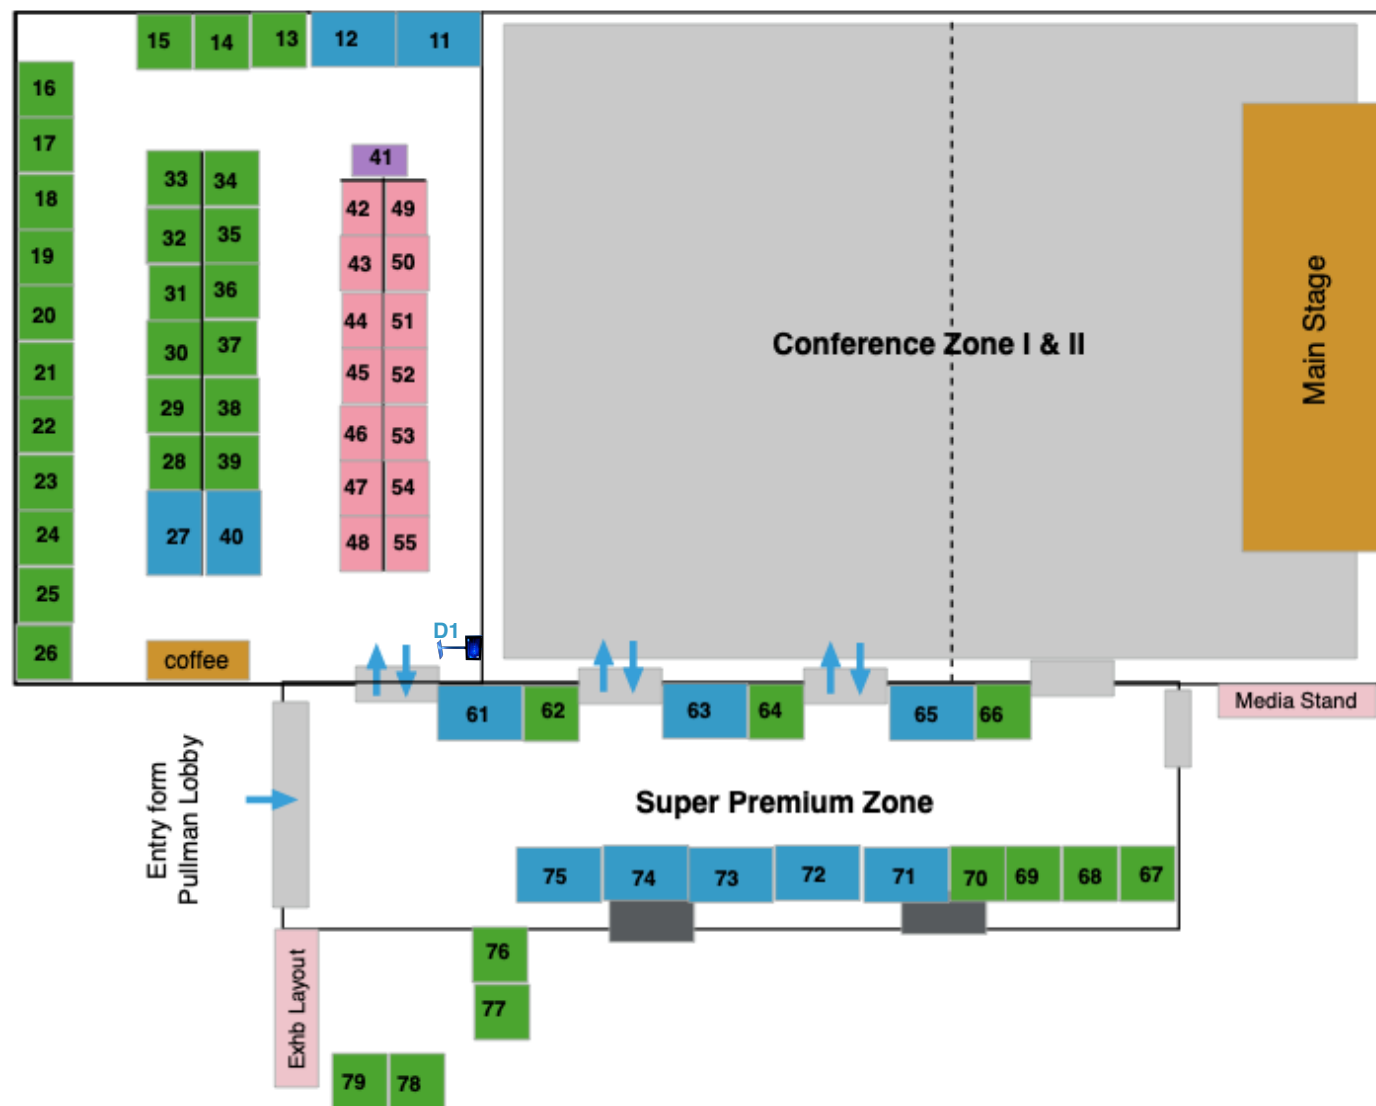 15 14 13 12 11
16
17
18
19
20
21
22
23
24
25
26
33 34
32 35
31 36
30 37
29 38
28 39
27 40
41
42 49
43 50
44 51
45 52
46 53
47 54
48 55
coffee
D1
Conference Zone I & II
Main Stage
Media Stand
61 62 63 64 65 66
Entry form
Pullman Lobby
Super Premium Zone
75 74 73 72 71 70 69 68 67
Exhb Layout
76
77
79 78